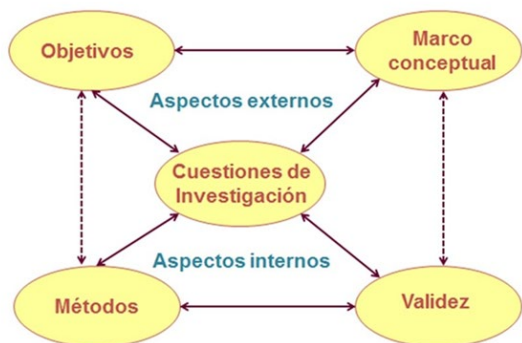 Objetivos
Marco
conceptual
Aspectos externos
Cuestiones de
Investigación
Aspectos internos
Métodos
Validez